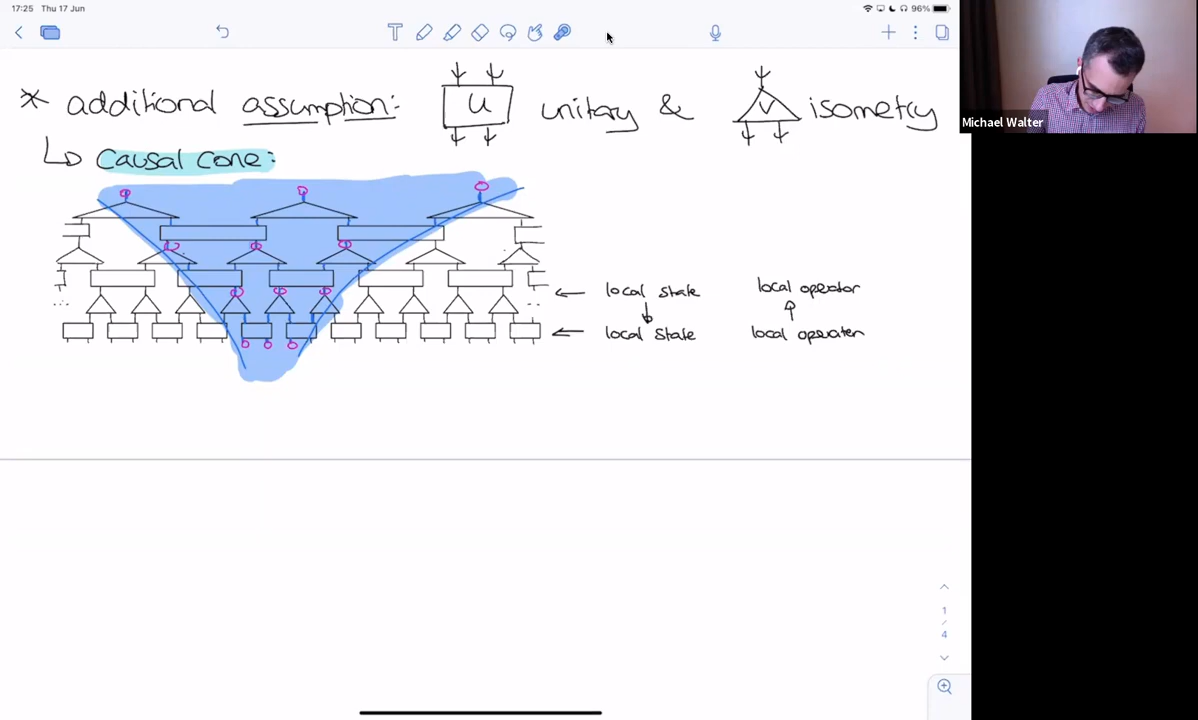 17:25 Thu 17 Jun
96%
* additional assumption: U unitary & V isometry
↳ Causal Cone:
← local state local operator
← local state local operator
Michael Walter
1
/
4